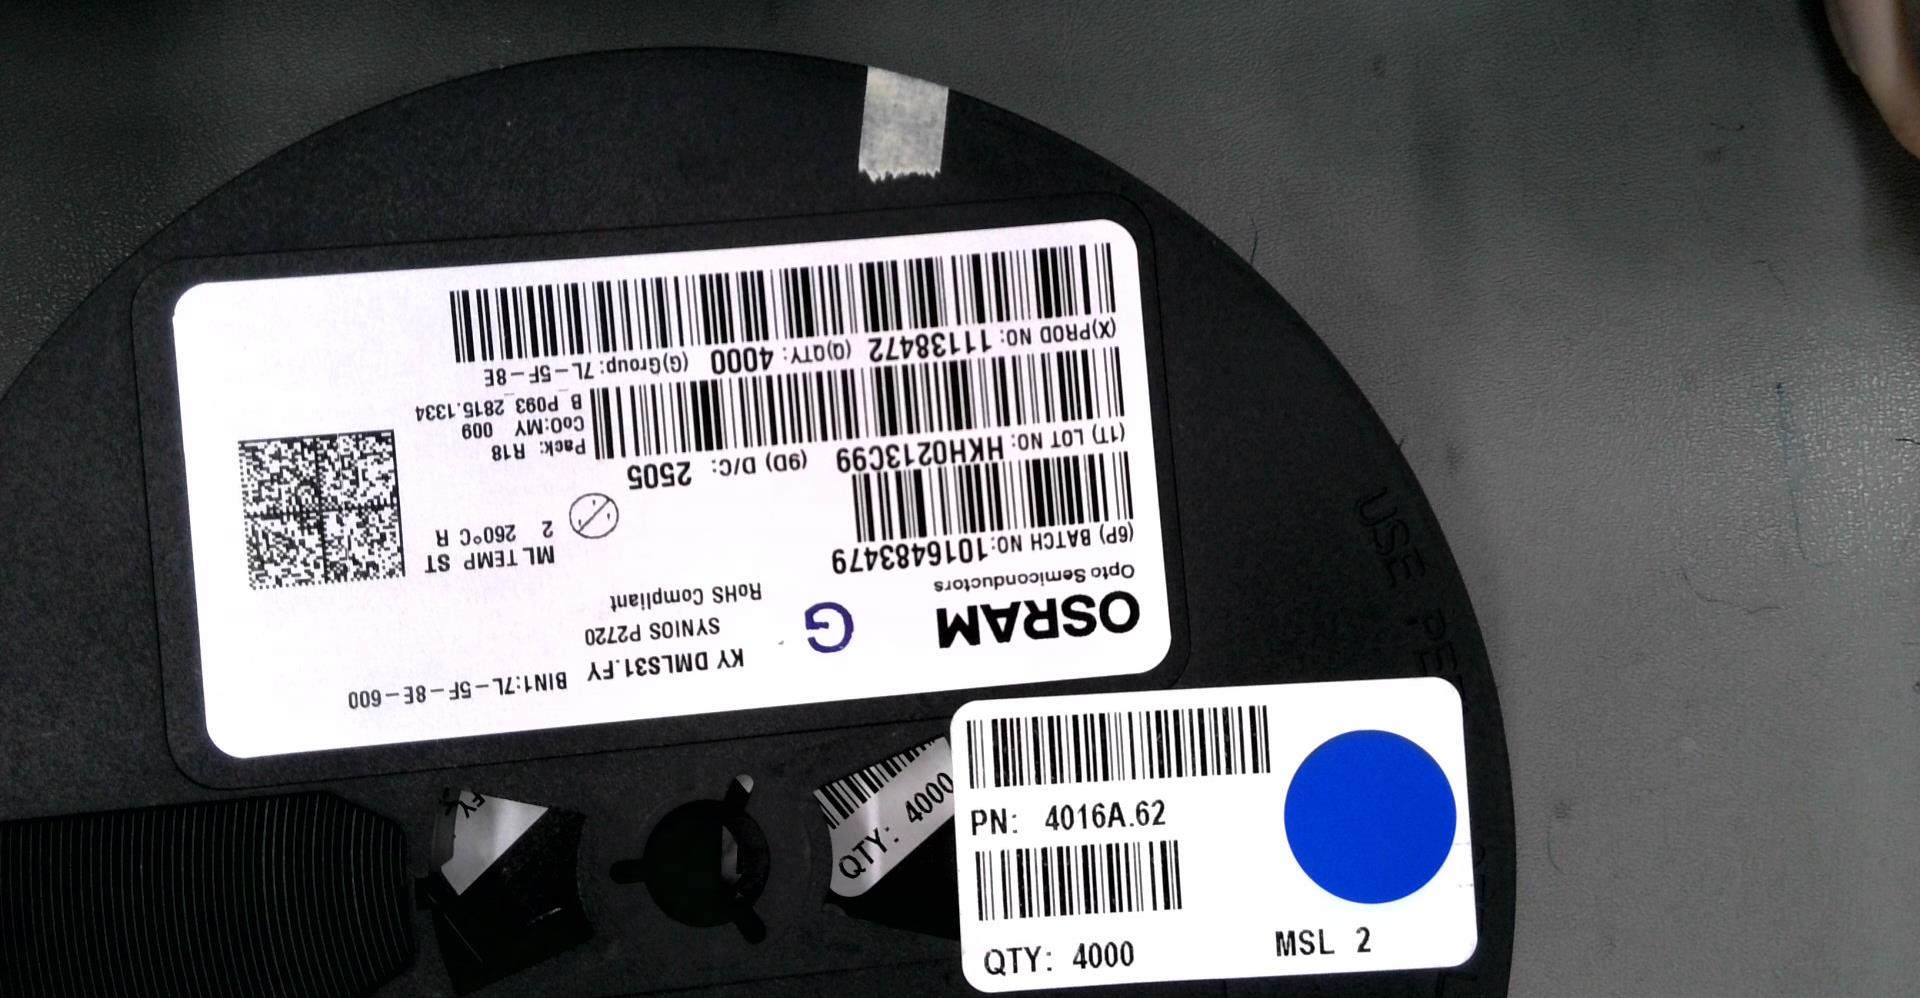 OSRAM
Opto Semiconductors
G
KY DMLS31.FY BIN1:7L-5F-8E-600
SYNIOS P2720
RoHS Compliant
(6P) BATCH NO:1016483479
ML TEMP ST
2 260°C R
(1T) LOT NO: HKH0213C99 (9D) D/C: 2505
Pack: R18
CoO:MY 009
B P093 2815.1334
(X)PROD NO: 11138472 (Q)QTY: 4000 (G)Group: 7L-5F-8E
PN: 4016A.62
QTY: 4000
MSL 2
QTY: 4000
USE